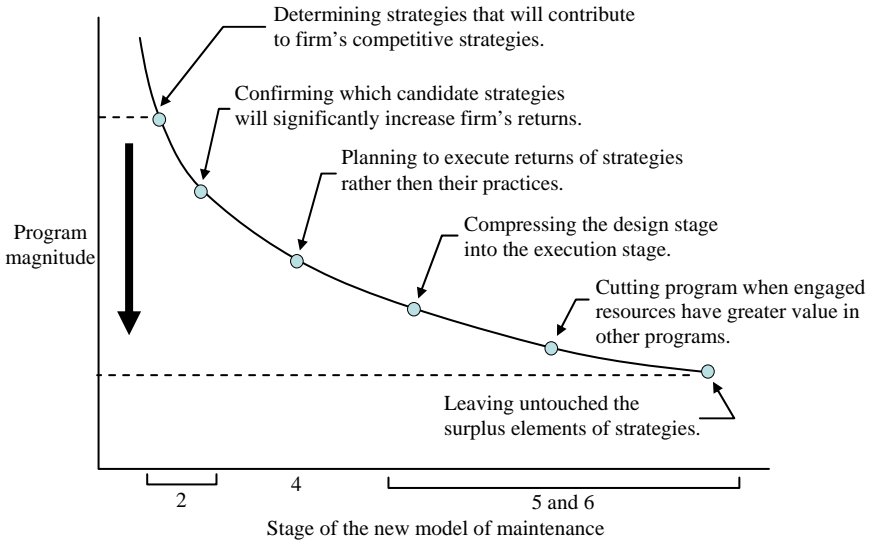 Determining strategies that will contribute
to firm's competitive strategies.
Confirming which candidate strategies
will significantly increase firm's returns.
Planning to execute returns of strategies
rather then their practices.
Compressing the design stage
into the execution stage.
Program
magnitude
Cutting program when engaged
resources have greater value in
other programs.
Leaving untouched the
surplus elements of strategies.
2
4
5 and 6
Stage of the new model of maintenance